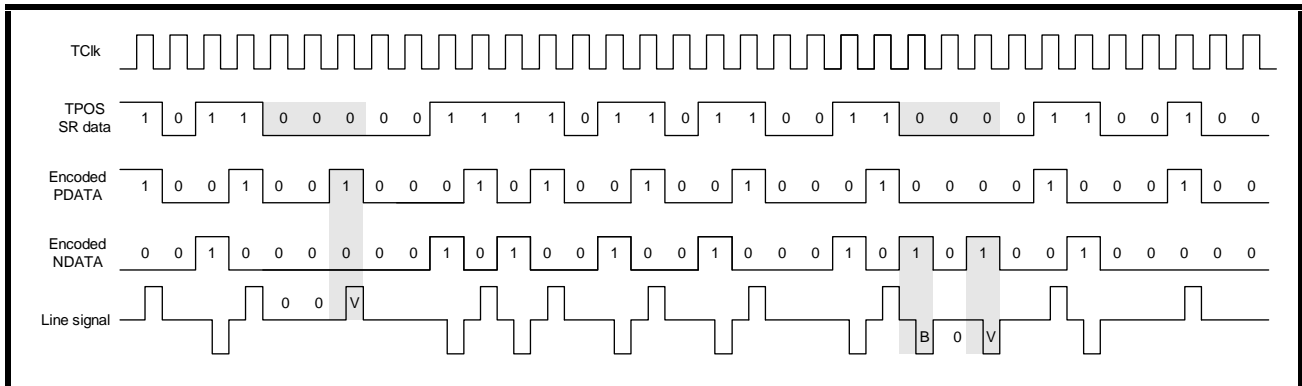 TClk
TPOS
SR data
1 0 1 1 0 0 0 0 0 1 1 1 1 0 1 1 0 1 1 0 0 1 1 0 0 0 0 1 1 0 0 1 0 0
Encoded
PDATA
1 0 0 1 0 0 1 0 0 0 1 0 1 0 0 1 0 0 1 0 0 0 1 0 0 0 0 1 0 0 0 1 0 0
Encoded
NDATA
0 0 1 0 0 0 0 0 0 1 0 1 0 0 1 0 0 1 0 0 0 1 0 1 0 1 0 0 1 0 0 0 0 0
Line signal
0 0 V
B 0 V